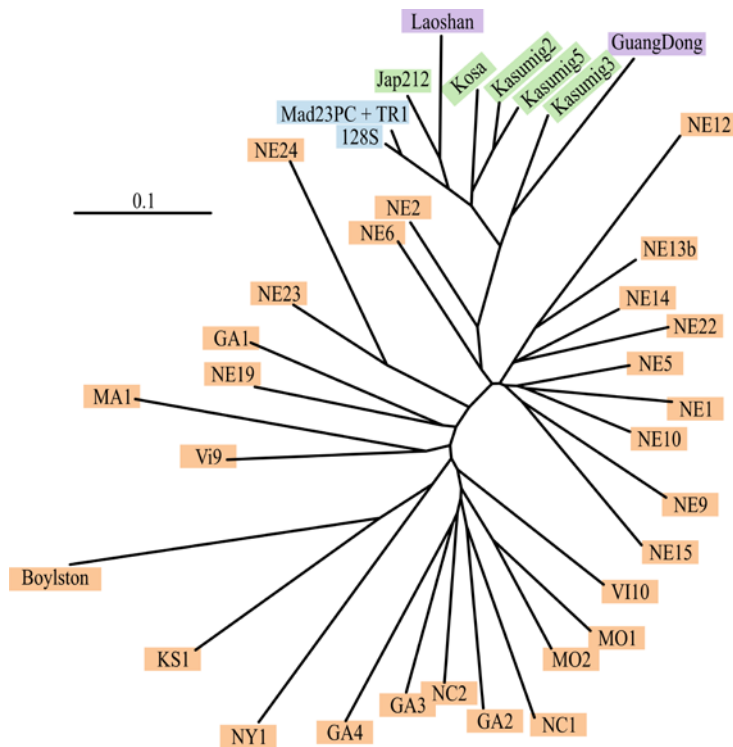 Laoshan
GuangDong
Kosa
Kasumig2
Kasumig5
Kasumig3
Jap212
Mad23PC + TR1
128S
NE12
NE24
0.1
NE2
NE6
NE13b
NE23
NE14
NE22
GA1
NE5
NE19
MA1
NE1
NE10
Vi9
NE9
NE15
Boylston
VI10
MO1
KS1
MO2
NC2
GA3
GA2
NC1
GA4
NY1